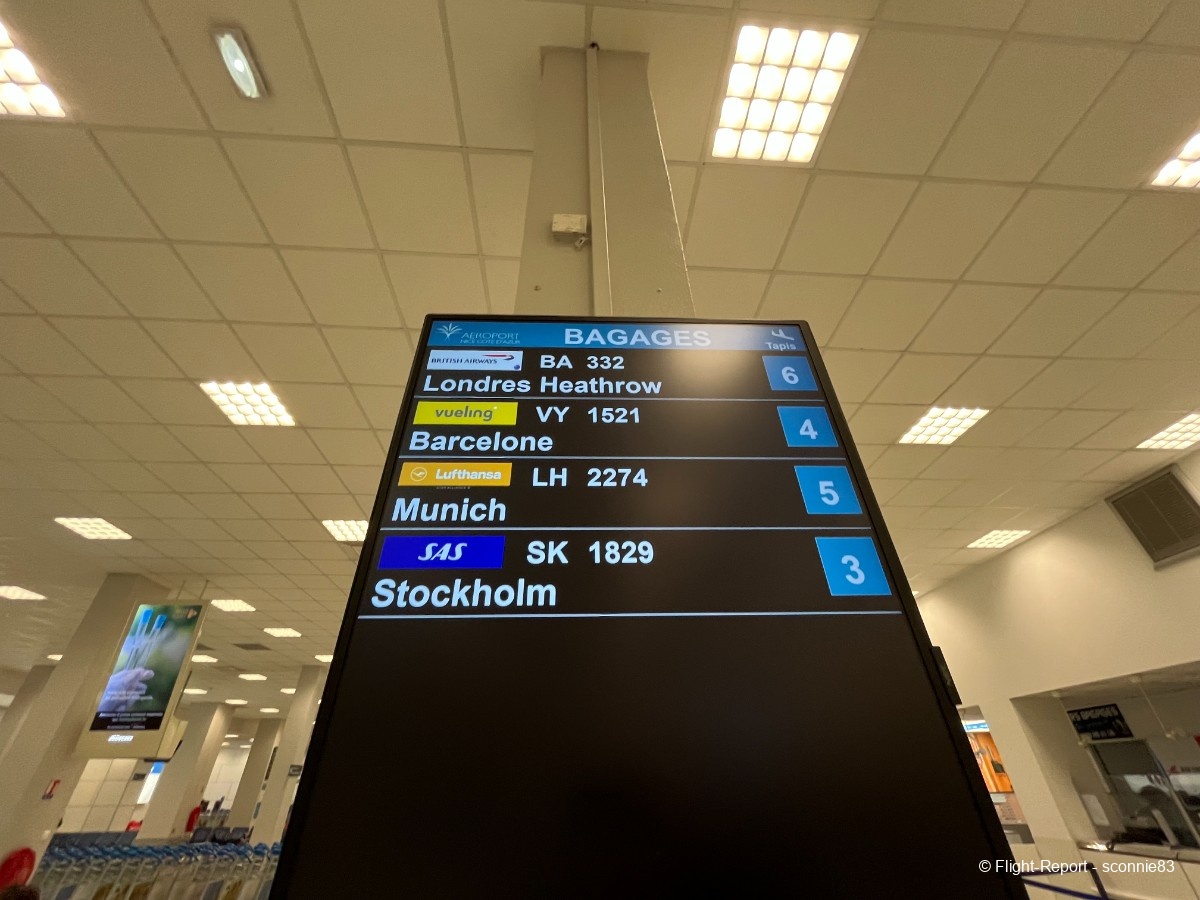 AEROPORT
NICE CÔTE D'AZUR
BAGAGES
Tapis
BRITISH AIRWAYS
BA 332
6
Londres Heathrow
vueling
VY 1521
4
Barcelone
Lufthansa
LH 2274
5
Munich
SAS
SK 1829
3
Stockholm
© Flight-Report - sconnie83